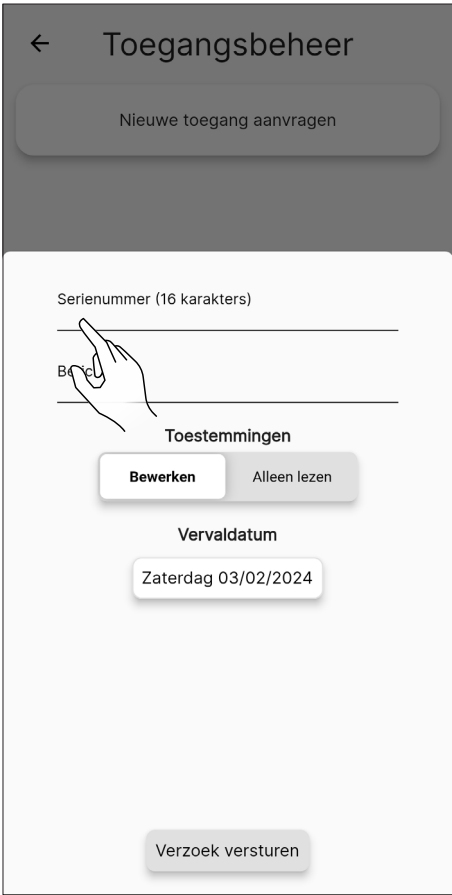 Toegangsbeheer
Nieuwe toegang aanvragen
Serienummer (16 karakters)
Toestemmingen
Bewerken
Alleen lezen
Vervaldatum
Zaterdag 03/02/2024
Verzoek versturen